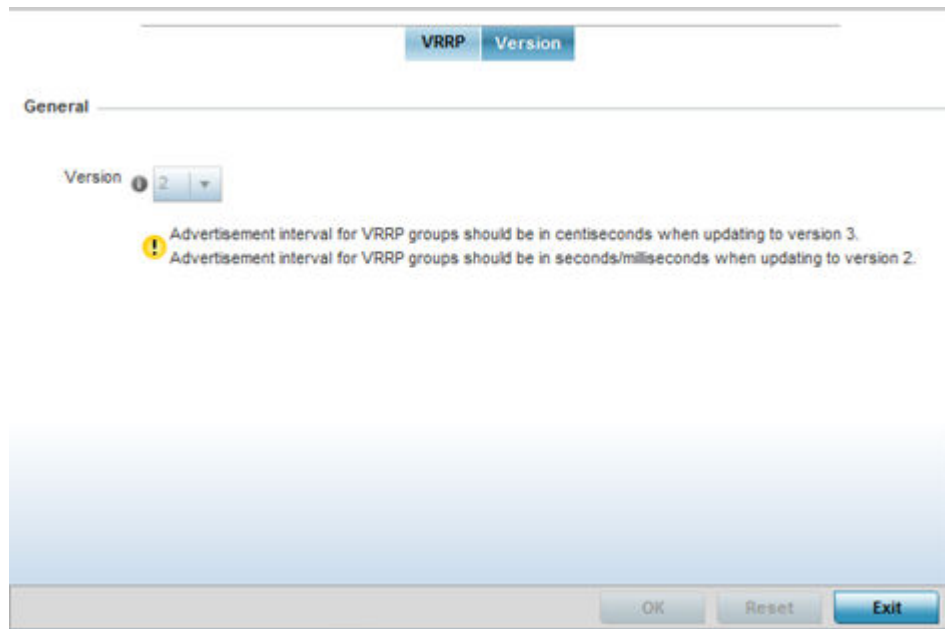 VRRP Version
General
Version 2
Advertisement interval for VRRP groups should be in centiseconds when updating to version 3.
Advertisement interval for VRRP groups should be in seconds/milliseconds when updating to version 2.
OK Reset Exit